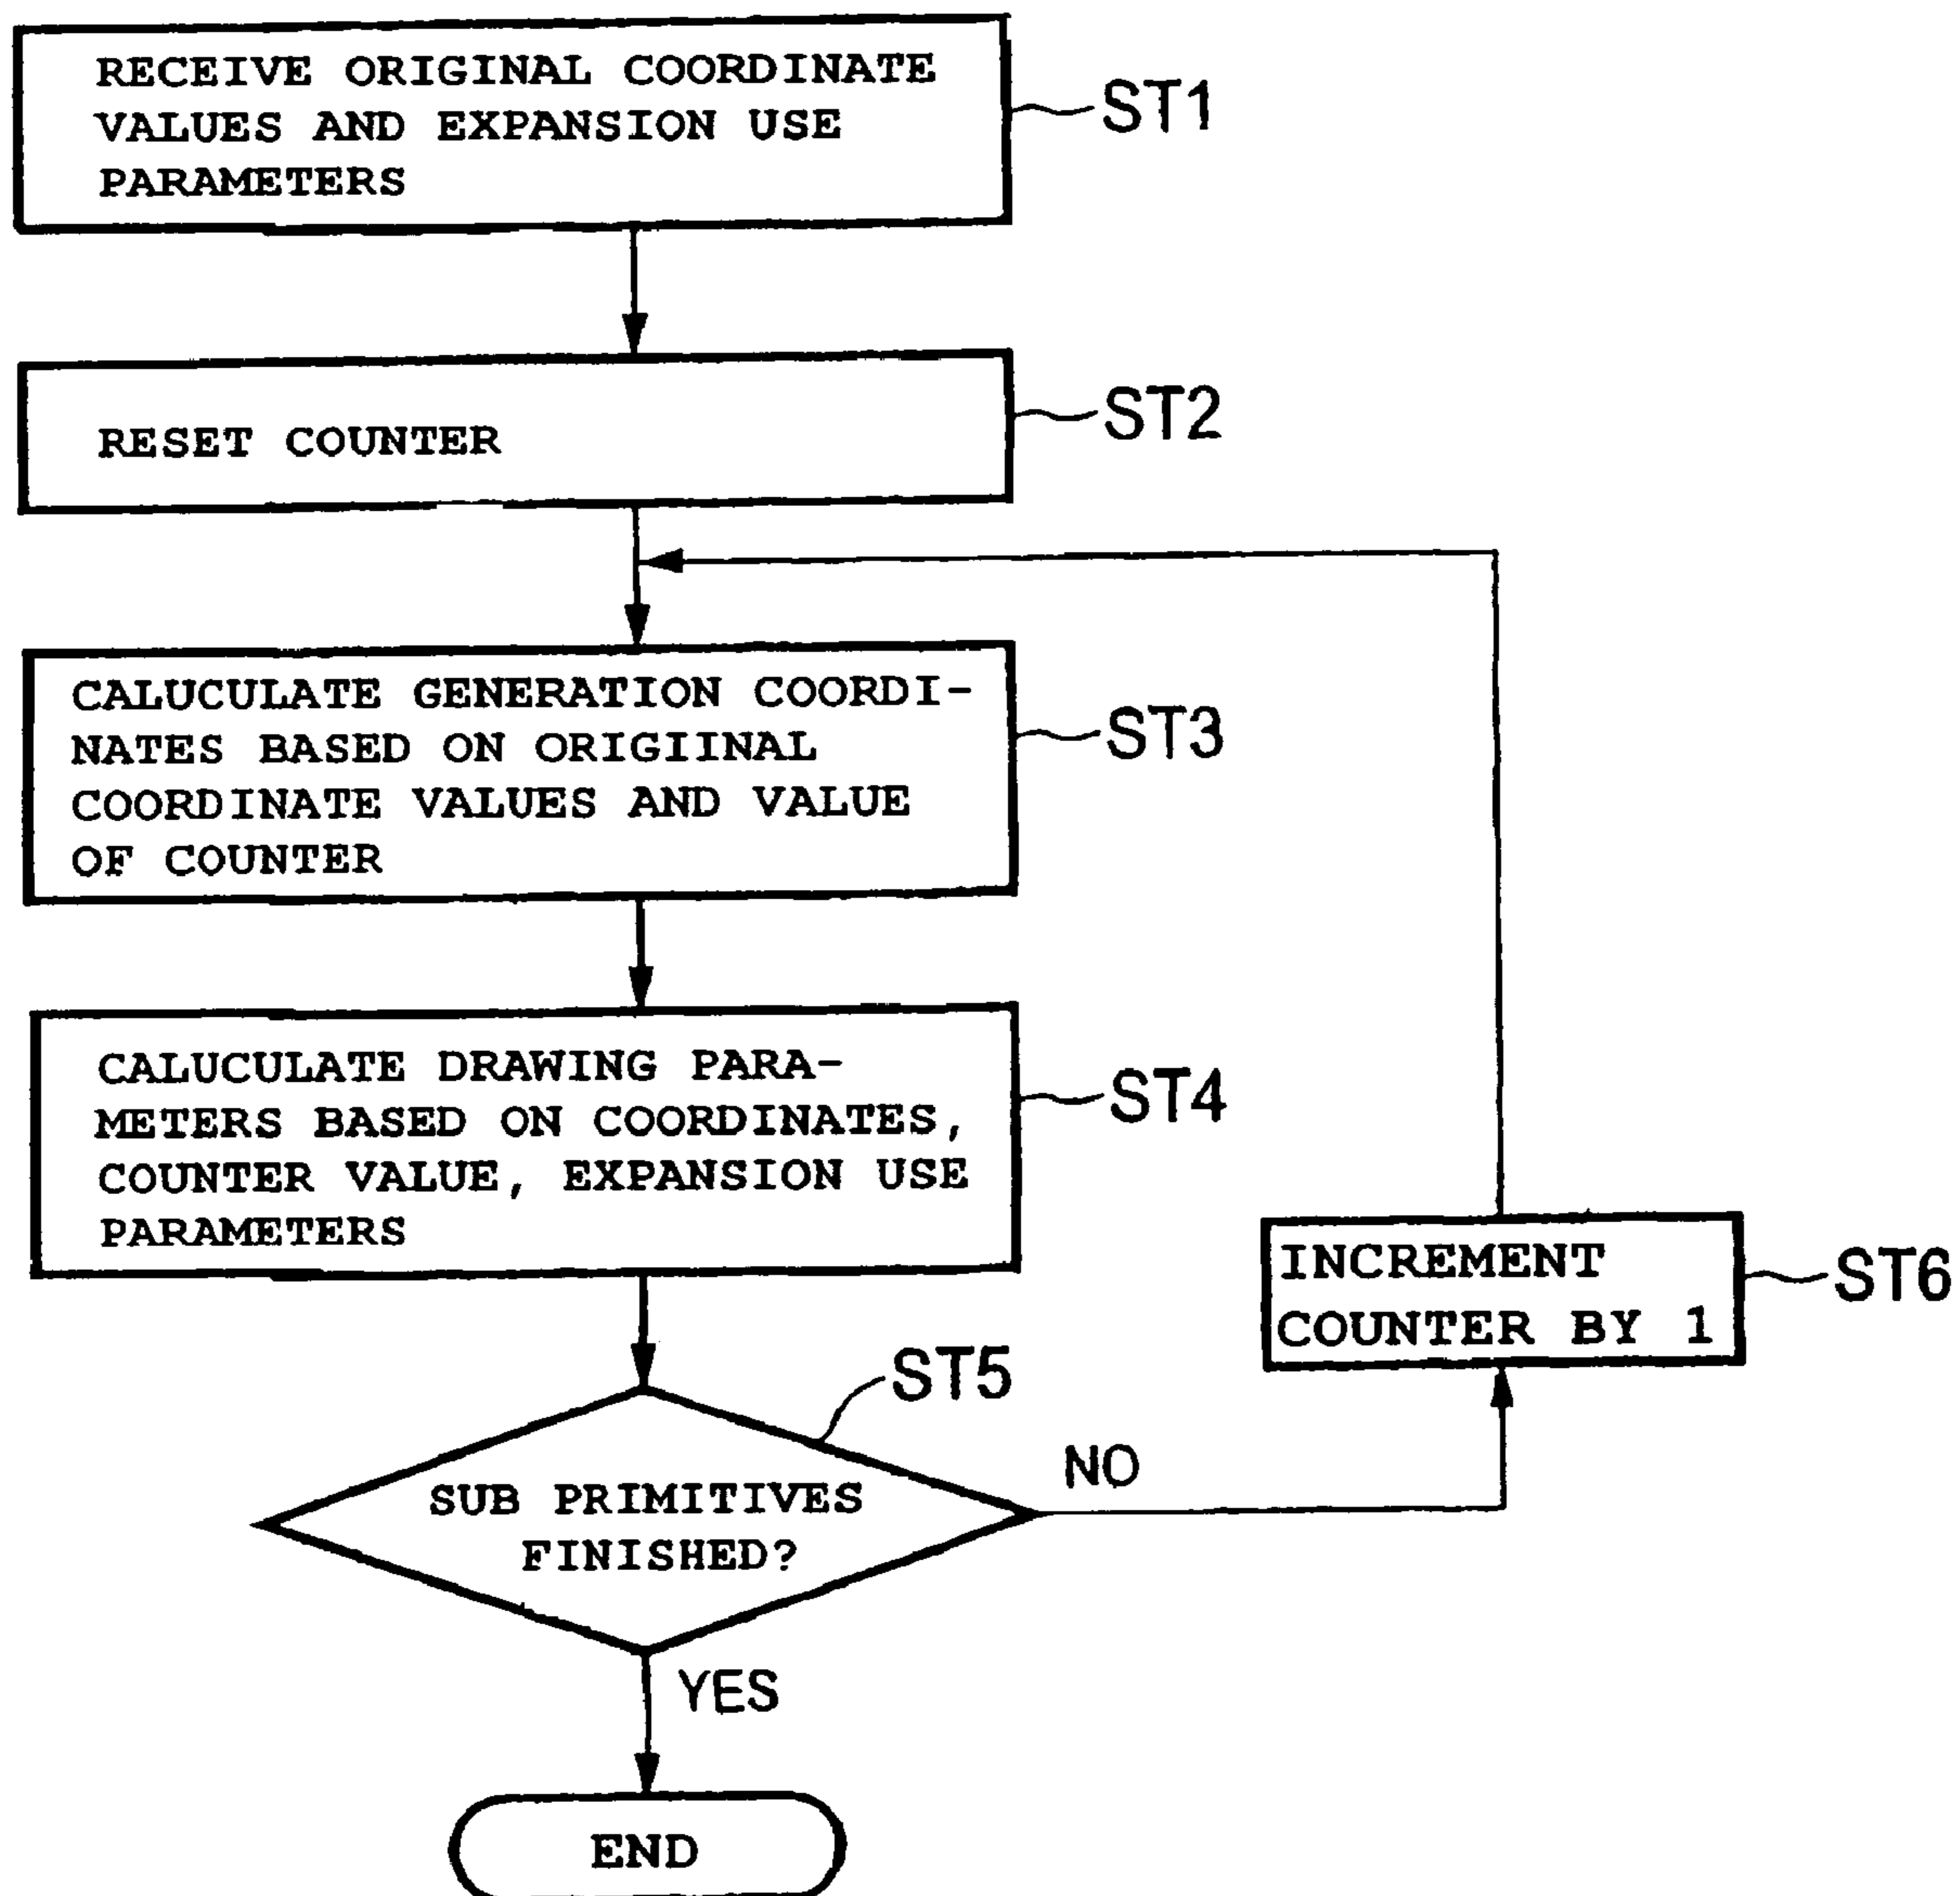 RECEIVE ORIGINAL COORDINATE
VALUES AND EXPANSION USE
PARAMETERS
ST1
RESET COUNTER
ST2
CALUCULATE GENERATION COORDI-
NATES BASED ON ORIGIINAL
COORDINATE VALUES AND VALUE
OF COUNTER
ST3
CALUCULATE DRAWING PARA-
METERS BASED ON COORDINATES,
COUNTER VALUE, EXPANSION USE
PARAMETERS
ST4
INCREMENT
COUNTER BY 1
ST6
ST5
SUB PRIMITIVES
FINISHED?
NO
YES
END